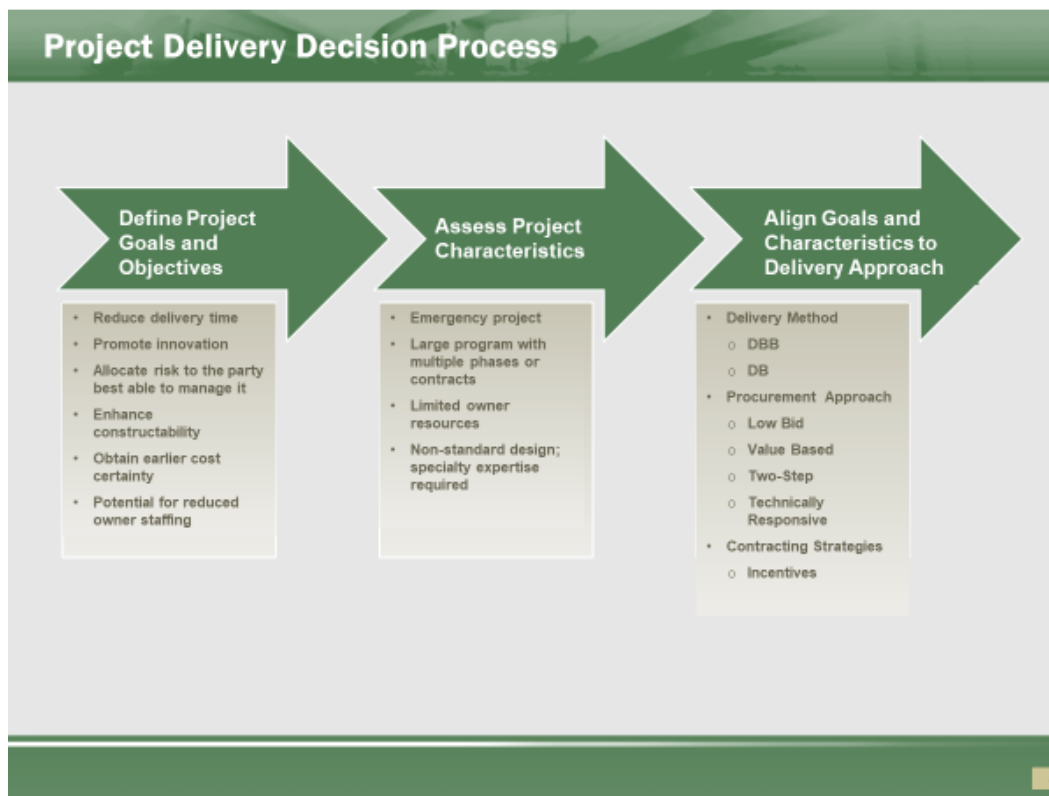 Project Delivery Decision Process
Define Project
Goals and
Objectives
• Reduce delivery time
• Promote innovation
• Allocate risk to the party
best able to manage it
• Enhance
constructability
• Obtain earlier cost
certainty
• Potential for reduced
owner staffing
Assess Project
Characteristics
• Emergency project
• Large program with
multiple phases or
contracts
• Limited owner
resources
• Non-standard design;
specialty expertise
required
Align Goals and
Characteristics to
Delivery Approach
• Delivery Method
o DBB
o DB
• Procurement Approach
o Low Bid
o Value Based
o Two-Step
o Technically
Responsive
• Contracting Strategies
o Incentives